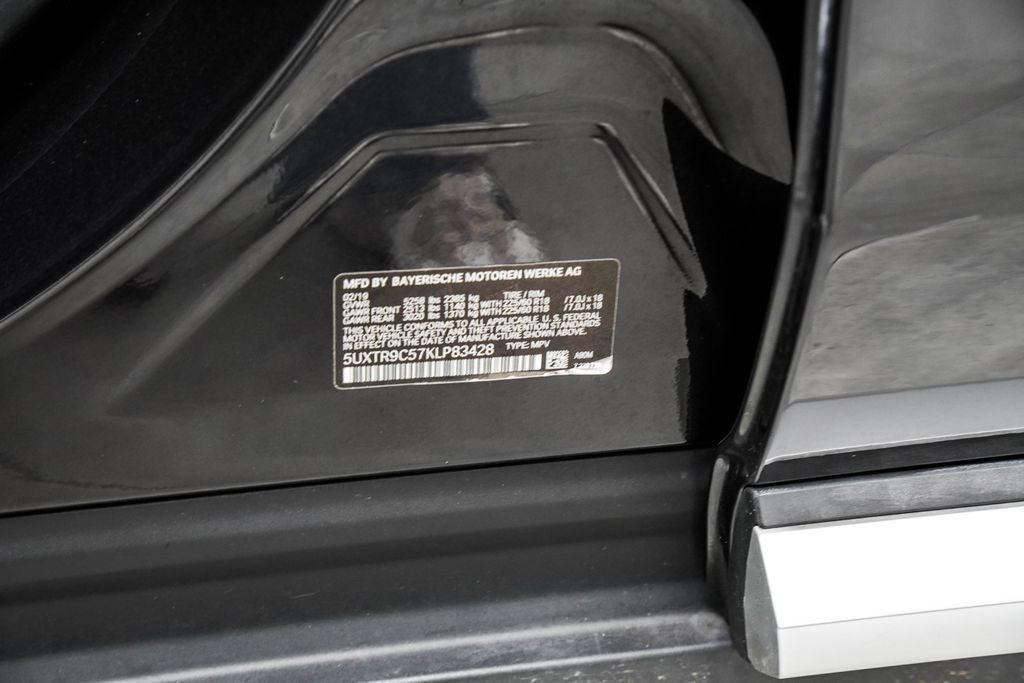 MFD BY BAYERISCHE MOTOREN WERKE AG
02/19 TIRE / RIM
GVWR 5256 lbs 2385 kg
GAWR FRONT 2513 lbs 1140 kg WITH 225/60 R18 /7.0J x 18
GAWR REAR 3020 lbs 1370 kg WITH 225/60 R18 /7.0J x 18
THIS VEHICLE CONFORMS TO ALL APPLICABLE U. S. FEDERAL
MOTOR VEHICLE SAFETY AND THEFT PREVENTION STANDARDS
IN EFFECT ON THE DATE OF MANUFACTURE SHOWN ABOVE.
5UXTR9C57KLP83428 TYPE: MPV
A90M